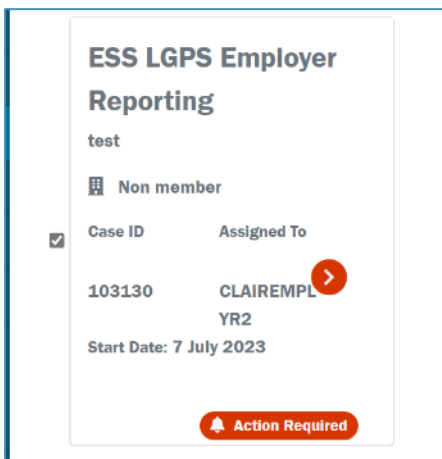 ESS LGPS Employer
Reporting
test
Non member
Case ID Assigned To
103130 CLAIREMPL
YR2
Start Date: 7 July 2023
Action Required